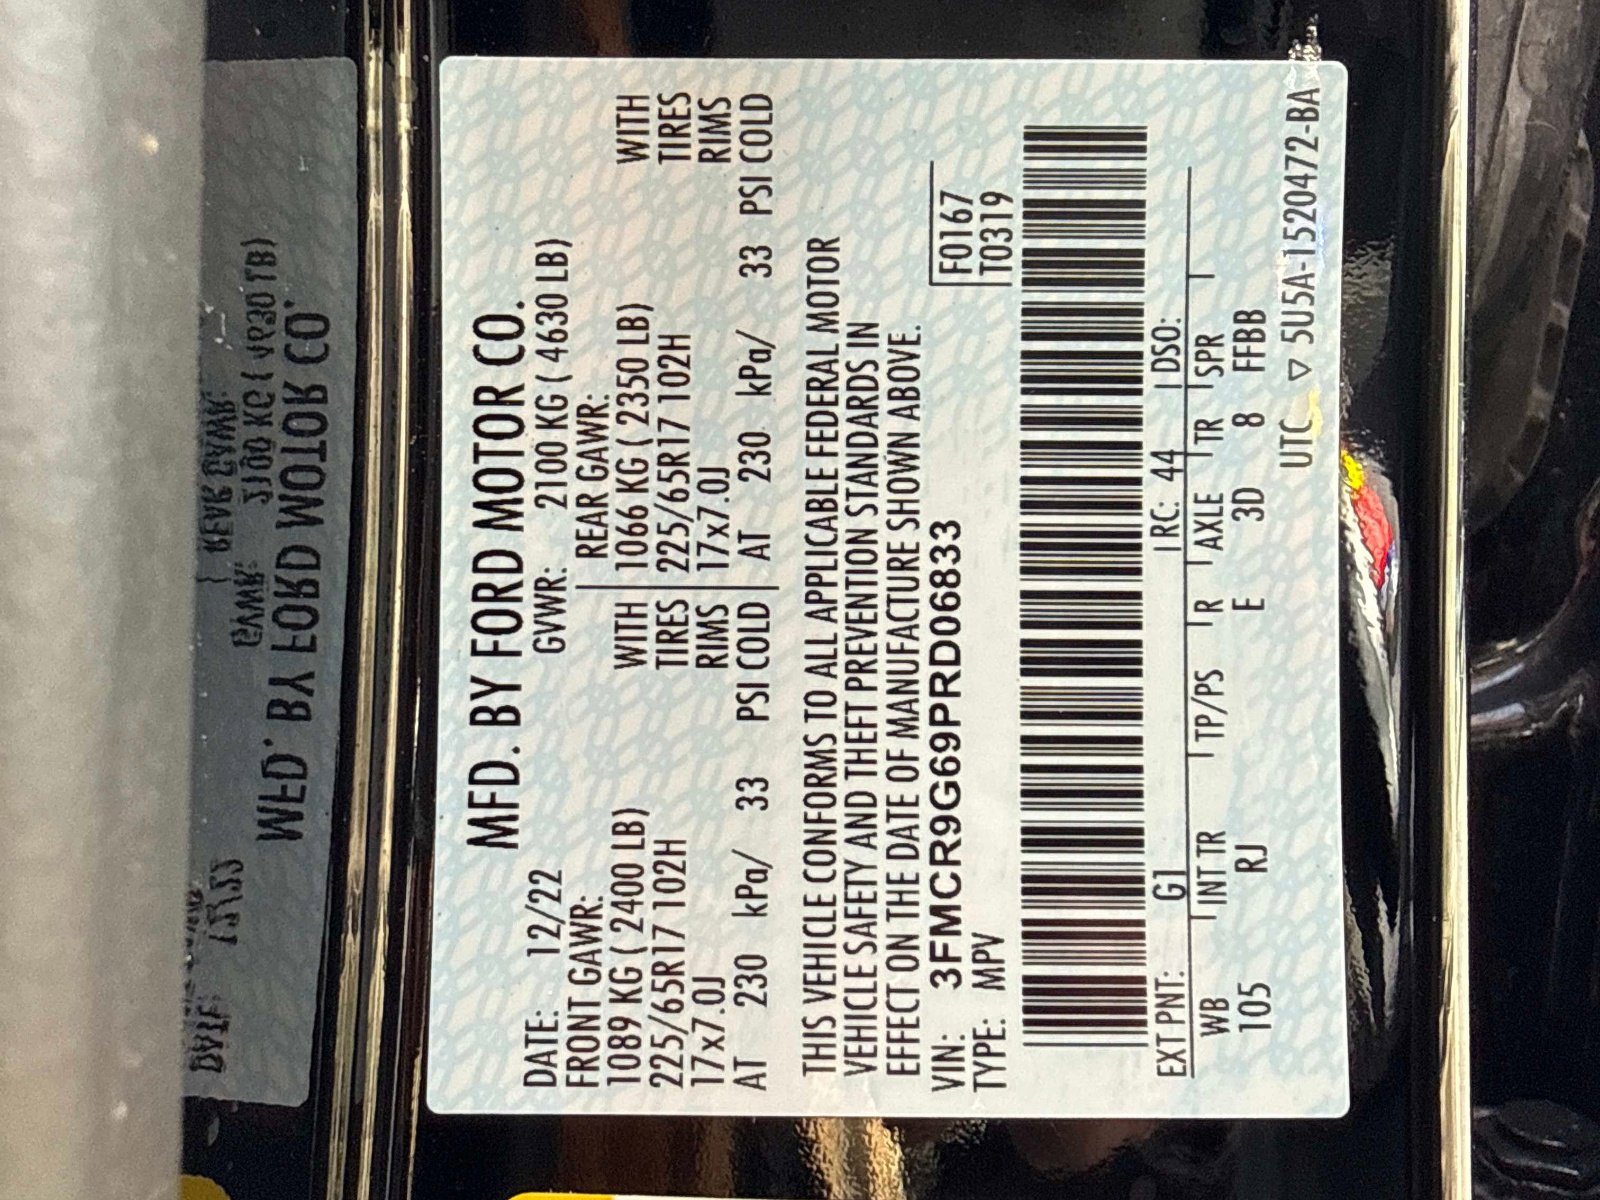 MFD. BY FORD MOTOR CO.
DATE: 12/22 GVWR: 2100 KG ( 4630 LB)
FRONT GAWR: REAR GAWR:
1089 KG ( 2400 LB) WITH 1066 KG ( 2350 LB) WITH
225/65R17 102H TIRES 225/65R17 102H TIRES
17x7.0J RIMS 17x7.0J RIMS
AT 230 kPa/ 33 PSI COLD AT 230 kPa/ 33 PSI COLD
THIS VEHICLE CONFORMS TO ALL APPLICABLE FEDERAL MOTOR
VEHICLE SAFETY AND THEFT PREVENTION STANDARDS IN
EFFECT ON THE DATE OF MANUFACTURE SHOWN ABOVE.
VIN: 3FMCR9G69PRD06833 F0167
TYPE: MPV T0319
EXT PNT: G1 RC: 44 DSO:
WB INT TR TP/PS R AXLE TR SPR
105 RJ E 3D 8 FFBB
UTC ▽ 5U5A-1520472-BA